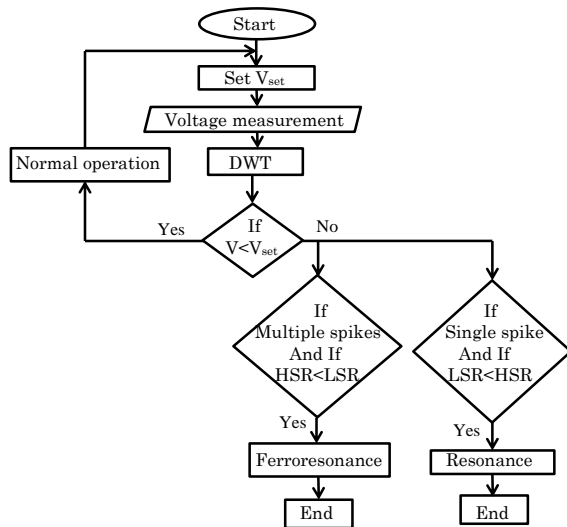 Start
Set Vset
Voltage measurement
Normal operation
DWT
Yes
If
V<Vset
No
If
Multiple spikes
And If
HSR<LSR
If
Single spike
And If
LSR<HSR
Yes
Yes
Ferroresonance
Resonance
End
End